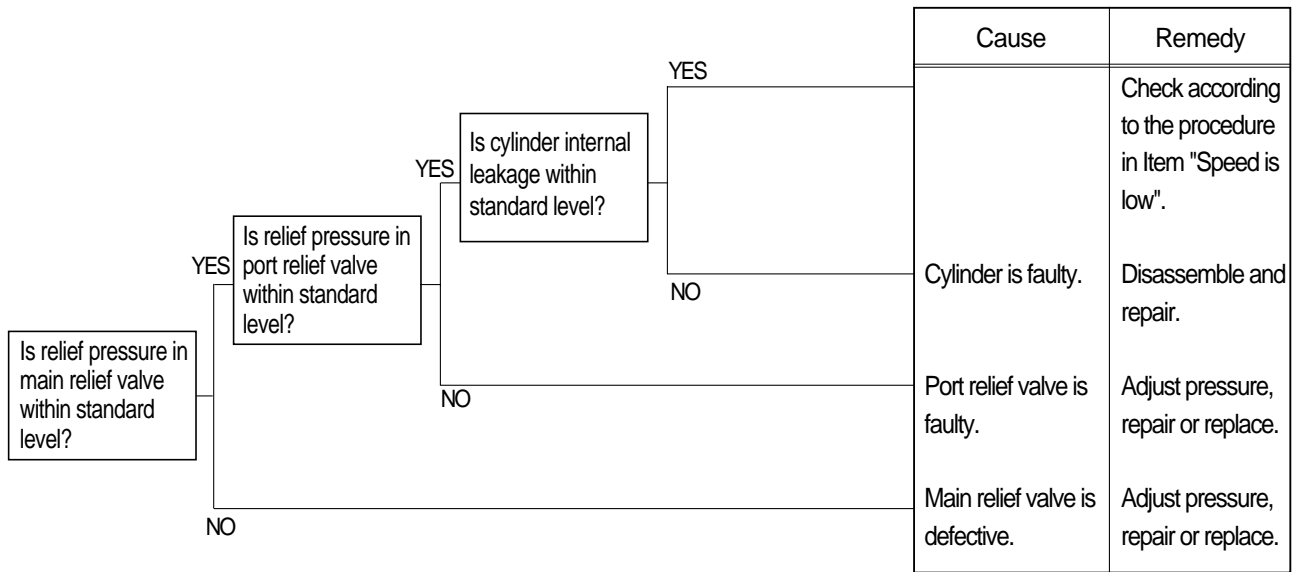 Cause
Remedy
YES
Check according
to the procedure
in Item "Speed is
low".
Is cylinder internal
leakage within
standard level?
YES
Is relief pressure in
port relief valve
within standard
level?
YES
NO
Cylinder is faulty.
Disassemble and
repair.
Is relief pressure in
main relief valve
within standard
level?
NO
Port relief valve is
faulty.
Adjust pressure,
repair or replace.
NO
Main relief valve is
defective.
Adjust pressure,
repair or replace.